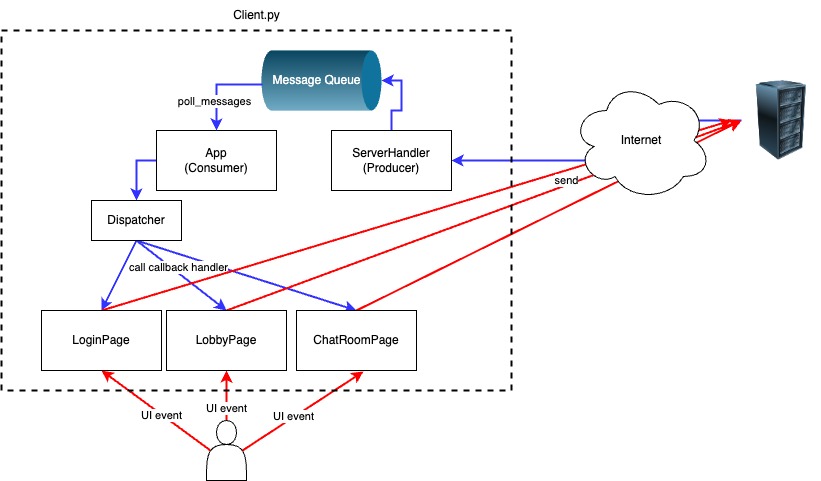 Client.py
Message Queue
poll_messages
App
(Consumer)
ServerHandler
(Producer)
Internet
send
Dispatcher
call callback handler
LoginPage
LobbyPage
ChatRoomPage
UI event
UI event
UI event